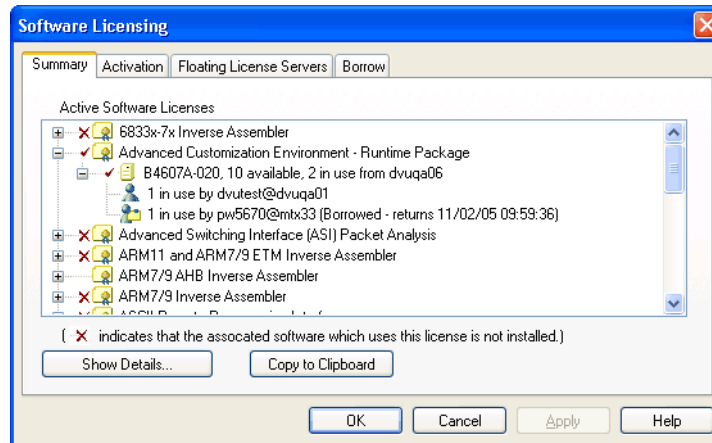 Software Licensing
Summary Activation Floating License Servers Borrow
Active Software Licenses
6833x-7x Inverse Assembler
Advanced Customization Environment - Runtime Package
B4607A-020, 10 available, 2 in use from dvuqa06
1 in use by dvutest@dvuqa01
1 in use by pw5670@mtx33 (Borrowed - returns 11/02/05 09:59:36)
Advanced Switching Interface (ASI) Packet Analysis
ARM11 and ARM7/9 ETM Inverse Assembler
ARM7/9 AHB Inverse Assembler
ARM7/9 Inverse Assembler
( X indicates that the assocated software which uses this license is not installed.)
Show Details... Copy to Clipboard
OK Cancel Apply Help